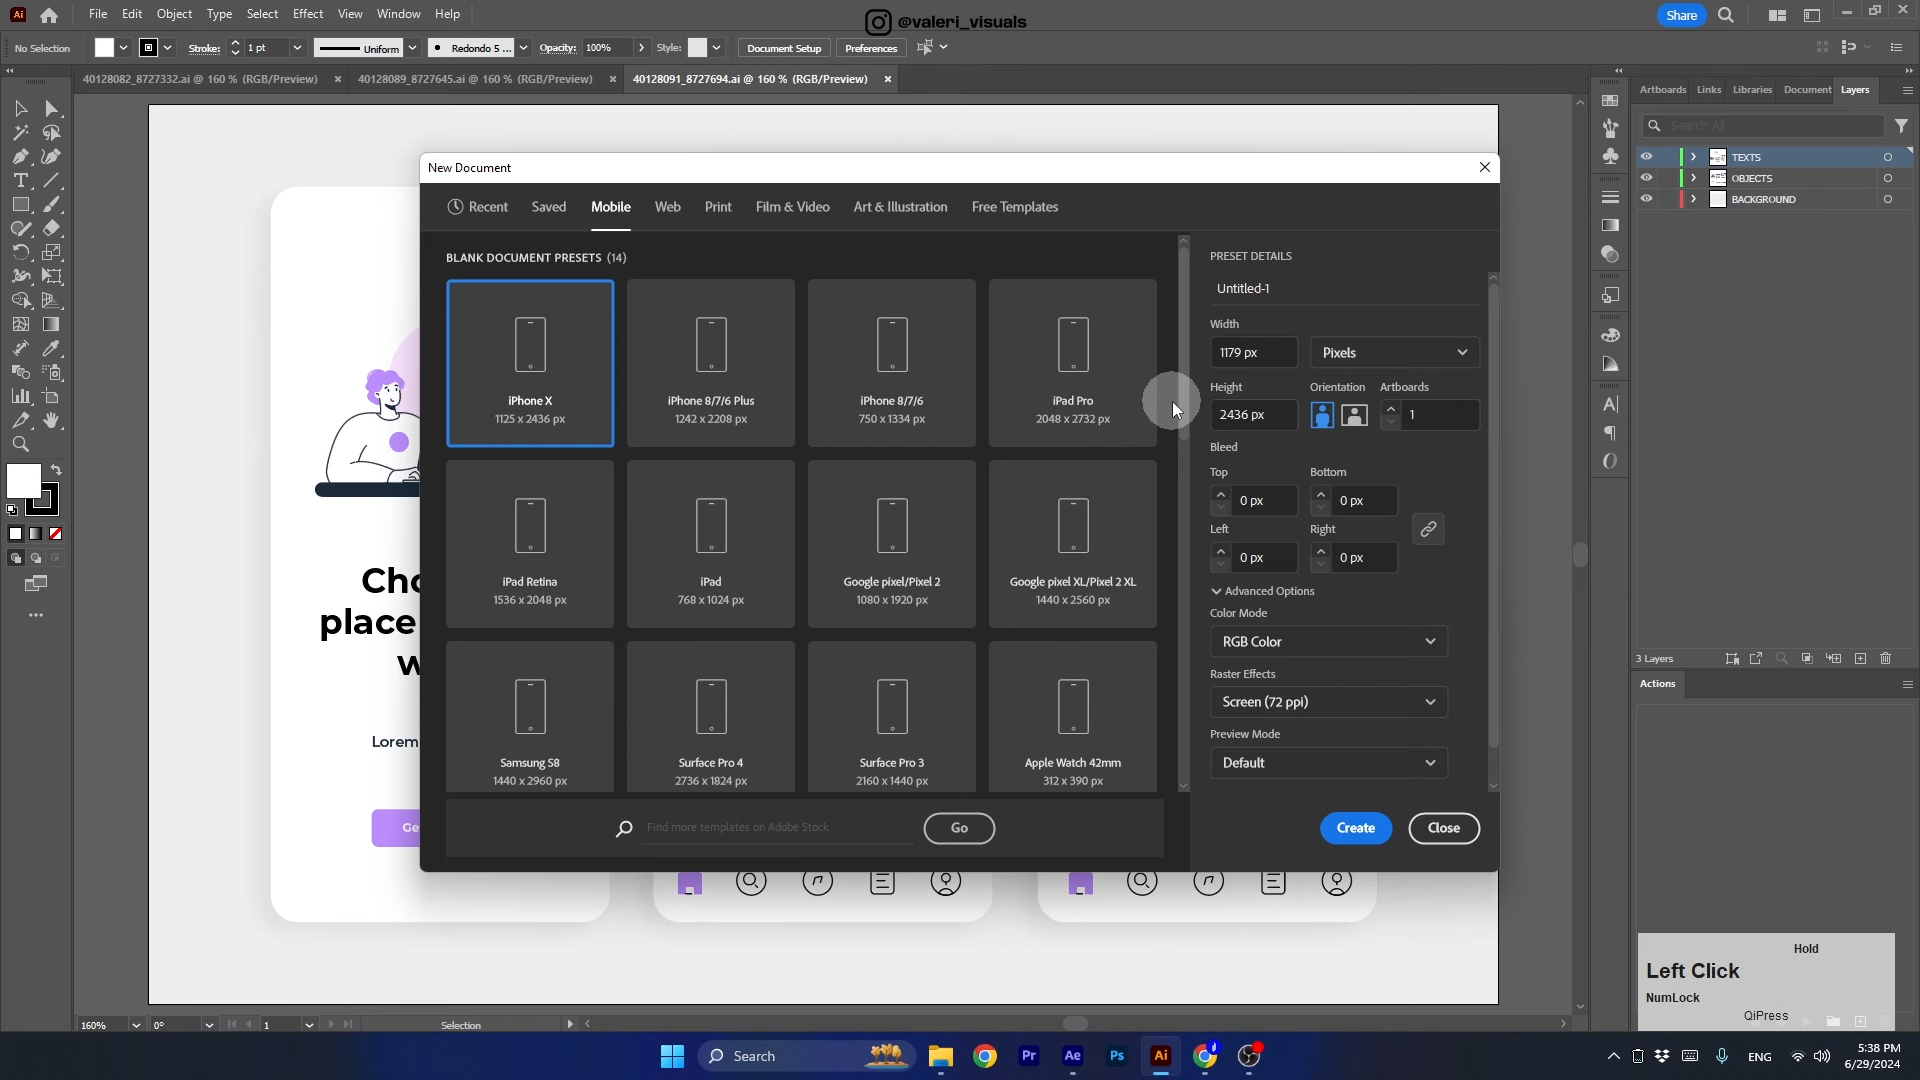 Ai File Edit Object Type Select Effect View Window Help
@valeri_visuals
Share
No Selection Stroke: 1 pt Uniform Redondo 5 ... Opacity: 100% Style: Document Setup Preferences
40128082_8727332.ai @ 160 % (RGB/Preview) 40128089_8727645.ai @ 160 % (RGB/Preview) 40128091_8727694.ai @ 160 % (RGB/Preview)
Artboards Links Libraries Document Layers
Search All
TEXTS
OBJECTS
BACKGROUND
3 Layers
Actions
New Document
Recent Saved Mobile Web Print Film & Video Art & Illustration Free Templates
BLANK DOCUMENT PRESETS (14)
iPhone X
1125 x 2436 px
iPhone 8/7/6 Plus
1242 x 2208 px
iPhone 8/7/6
750 x 1334 px
iPad Pro
2048 x 2732 px
iPad Retina
1536 x 2048 px
iPad
768 x 1024 px
Google pixel/Pixel 2
1080 x 1920 px
Google pixel XL/Pixel 2 XL
1440 x 2560 px
Samsung S8
1440 x 2960 px
Surface Pro 4
2736 x 1824 px
Surface Pro 3
2160 x 1440 px
Apple Watch 42mm
312 x 390 px
Find more templates on Adobe Stock
Go
PRESET DETAILS
Untitled-1
Width
1179 px Pixels
Height Orientation Artboards
2436 px 1
Bleed
Top Bottom
0 px 0 px
Left Right
0 px 0 px
Advanced Options
Color Mode
RGB Color
Raster Effects
Screen (72 ppi)
Preview Mode
Default
Create Close
place
Lorem
160% 0° 1 Selection
Hold
Left Click
NumLock
QiPress
Search
Pr Ae Ps Ai
ENG
5:38 PM
6/29/2024